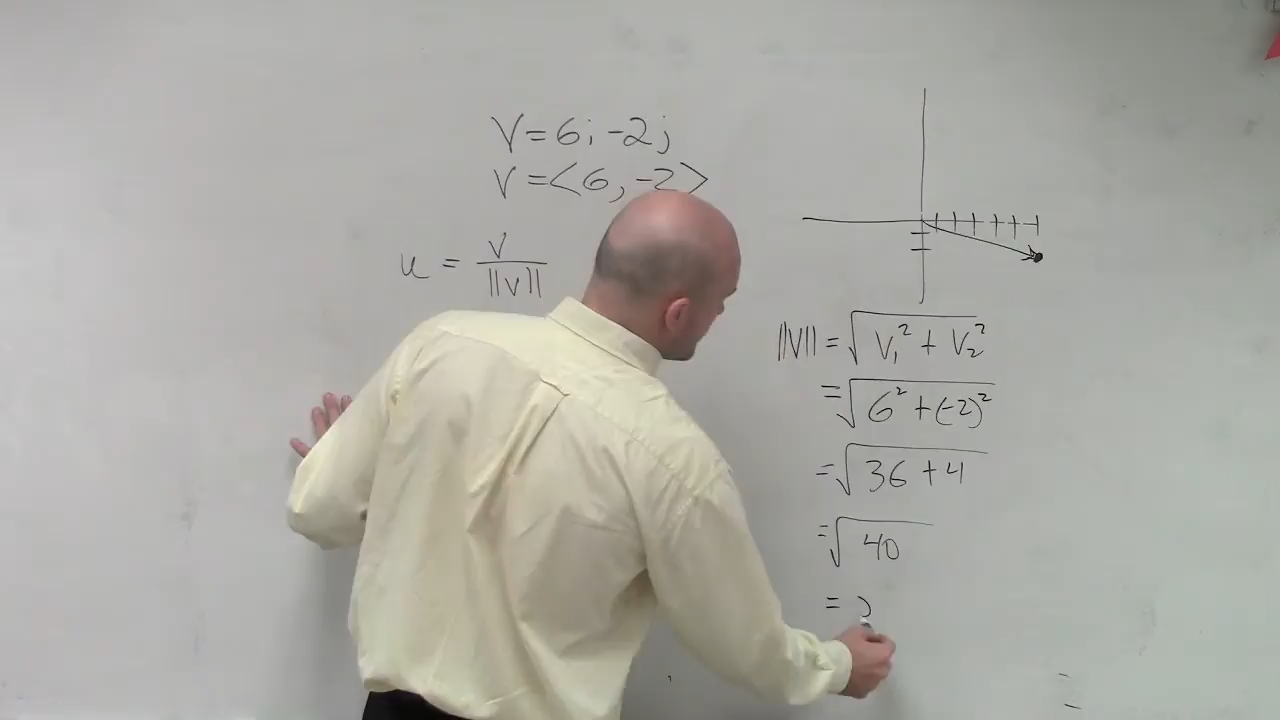 V = 6i - 2j
V = <6, -2>
u = V / ||V||
||V|| = √(V₁² + V₂²)
= √(6² + (-2)²)
= √(36 + 4)
= √40
=